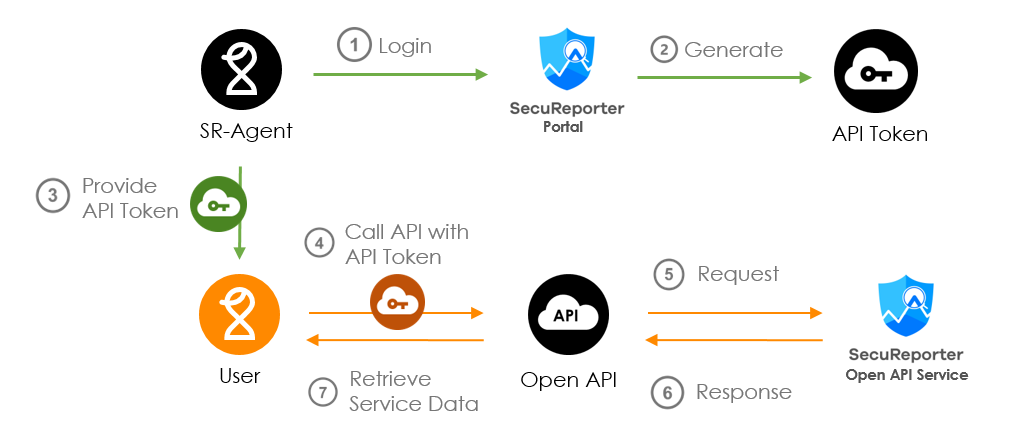 1 Login
2 Generate
SecuReporter
Portal
SR-Agent
API Token
3 Provide
API Token
4 Call API with
API Token
5 Request
API
SecuReporter
Open API Service
User
Open API
7 Retrieve
Service Data
6 Response